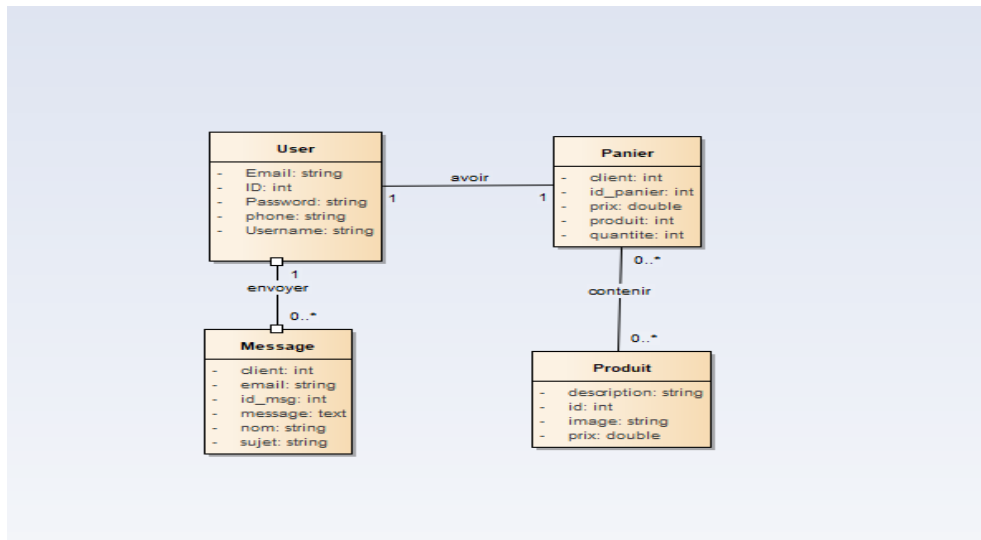 User
- Email: string
- ID: int
- Password: string
- phone: string
- Username: string
avoir
1
1
Panier
- client: int
- id_panier: int
- prix: double
- produit: int
- quantite: int
1
envoyer
0..*
0..*
contenir
0..*
Message
- client: int
- email: string
- id_msg: int
- message: text
- nom: string
- sujet: string
Produit
- description: string
- id: int
- image: string
- prix: double